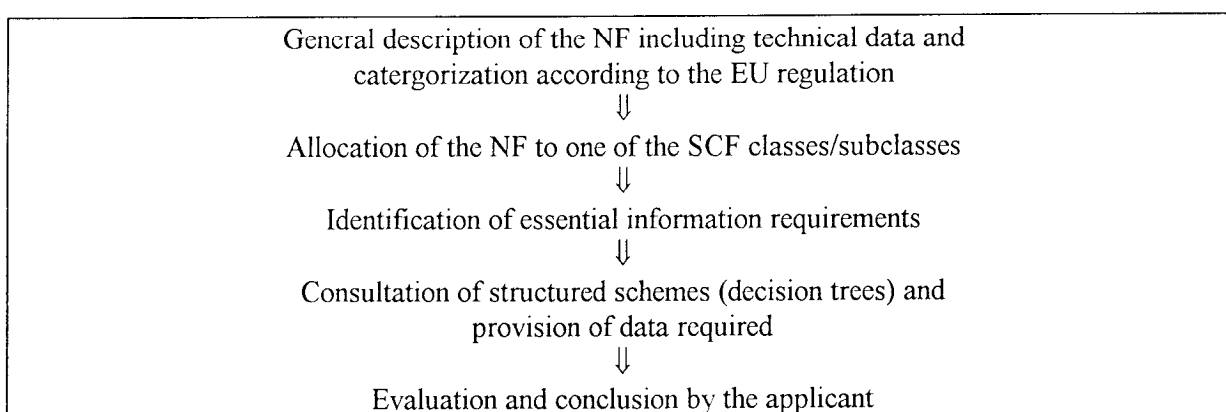 General description of the NF including technical data and
catergorization according to the EU regulation
⇓
Allocation of the NF to one of the SCF classes/subclasses
⇓
Identification of essential information requirements
⇓
Consultation of structured schemes (decision trees) and
provision of data required
⇓
Evaluation and conclusion by the applicant